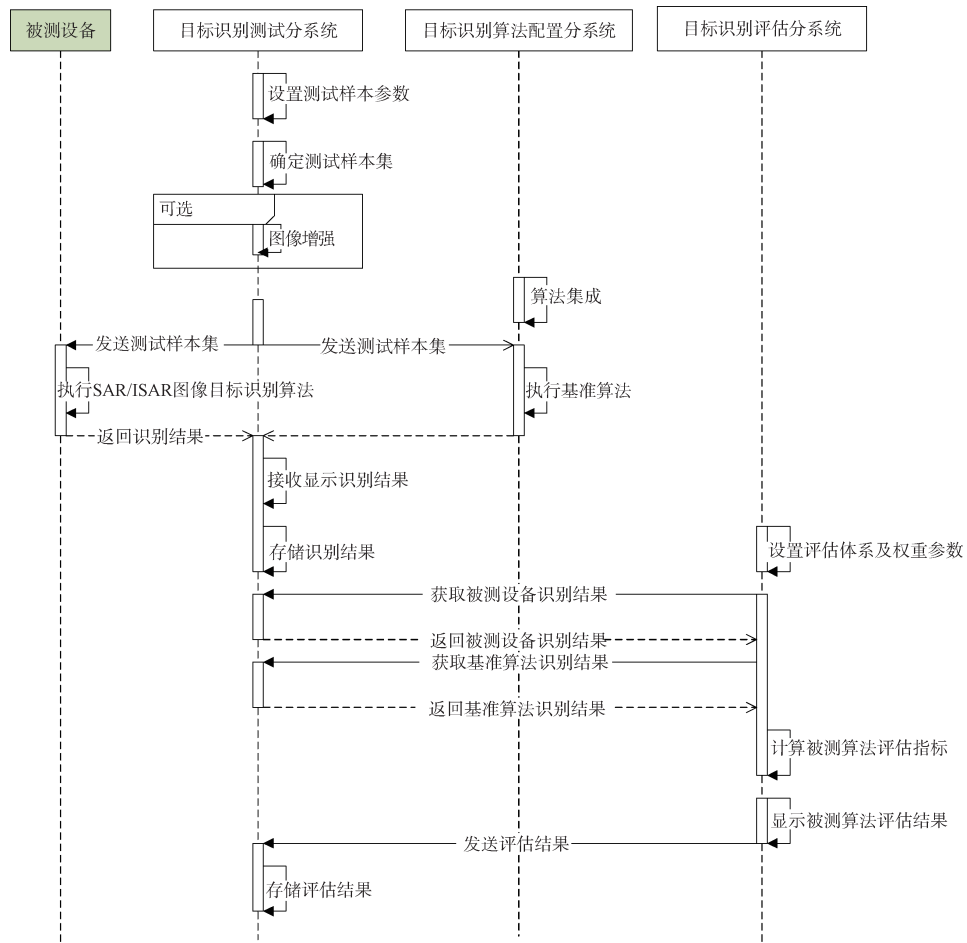 被测设备
目标识别测试分系统
目标识别算法配置分系统
目标识别评估分系统
设置测试样本参数
确定测试样本集
可选
图像增强
算法集成
发送测试样本集
发送测试样本集
执行SAR/ISAR图像目标识别算法
执行基准算法
返回识别结果
接收显示识别结果
存储识别结果
设置评估体系及权重参数
获取被测设备识别结果
返回被测设备识别结果
获取基准算法识别结果
返回基准算法识别结果
计算被测算法评估指标
显示被测算法评估结果
发送评估结果
存储评估结果